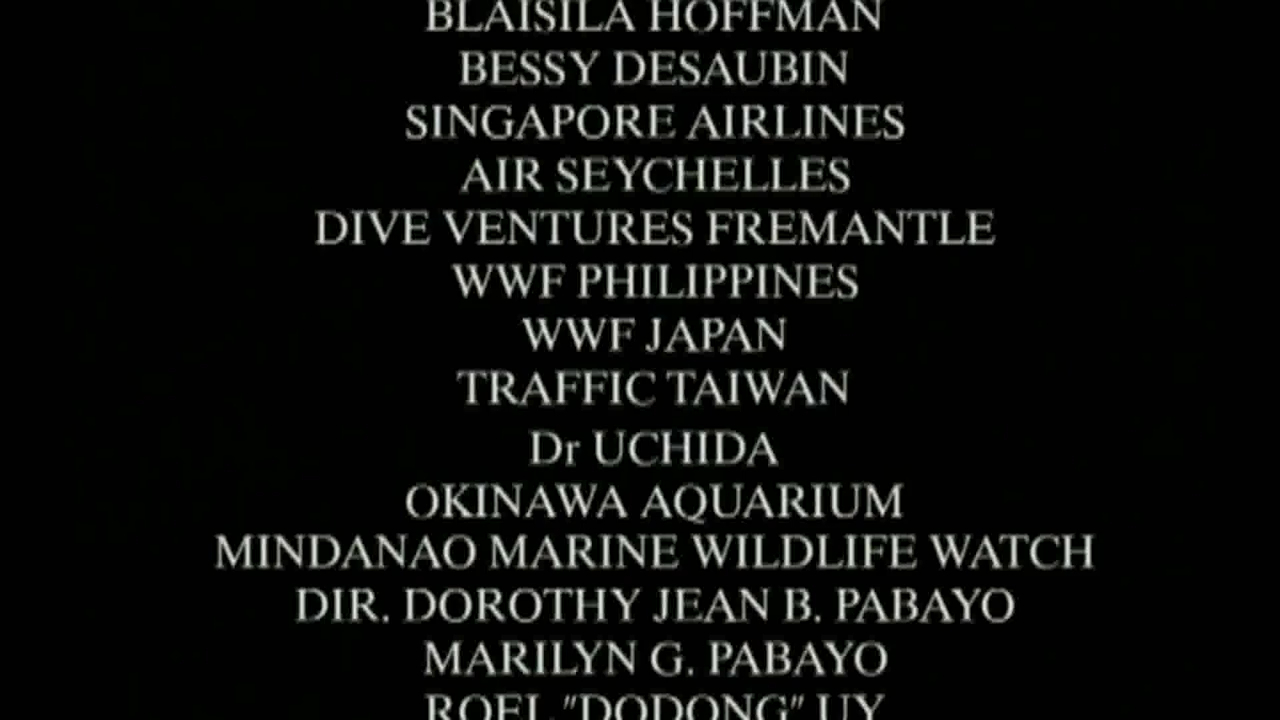 BLAISILA HOFFMAN
BESSY DESAUBIN
SINGAPORE AIRLINES
AIR SEYCHELLES
DIVE VENTURES FREMANTLE
WWF PHILIPPINES
WWF JAPAN
TRAFFIC TAIWAN
Dr UCHIDA
OKINAWA AQUARIUM
MINDANAO MARINE WILDLIFE WATCH
DIR. DOROTHY JEAN B. PABAYO
MARILYN G. PABAYO
ROEL "DODONG" UY